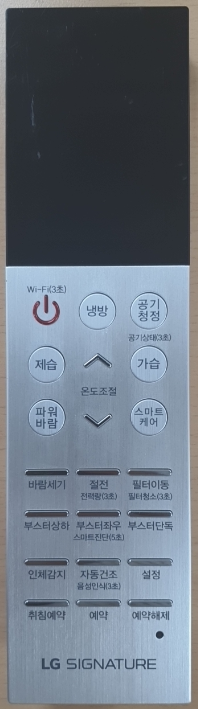 Wi-Fi(3초)
냉방
공기
청정
공기상태(3초)
제습
가습
온도조절
파워
바람
스마트
케어
바람세기
절전
필터이동
전력량(3초)
필터청소(3초)
부스터상하
부스터좌우
부스터단독
스마트진단(5초)
인체감지
자동건조
설정
음성인식(3초)
취침예약
예약
예약해제
LG SIGNATURE